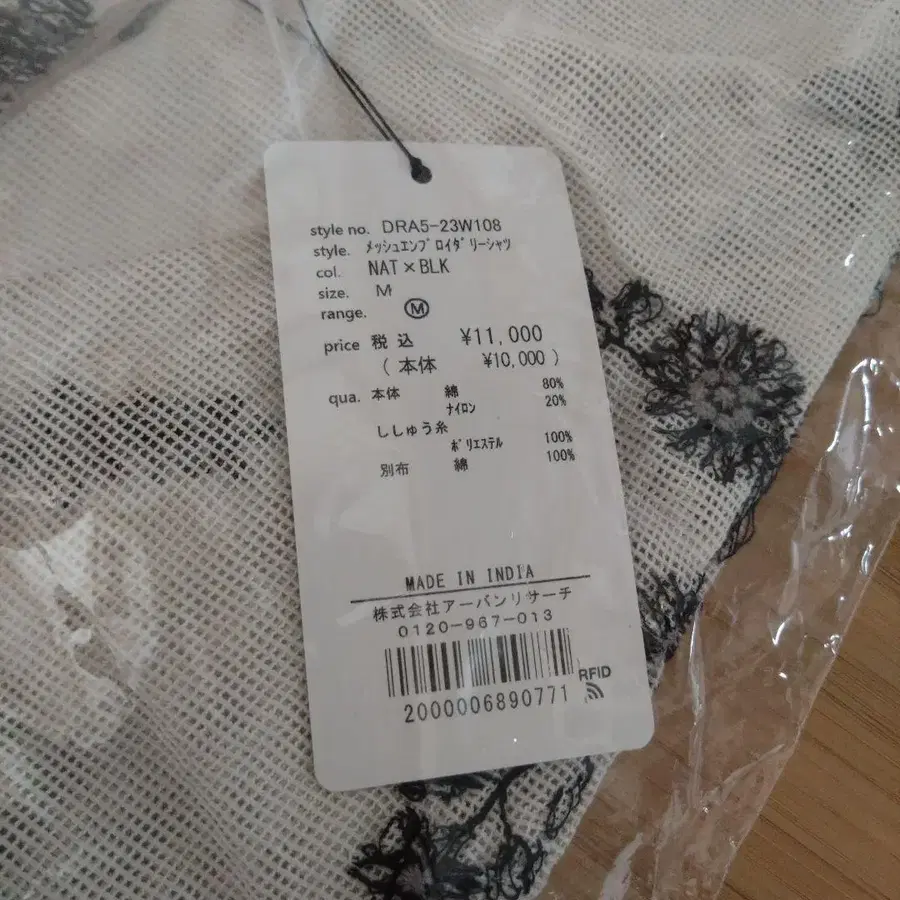 style no. DRA5-23W108
style. ﾒｯｼｭｴﾝﾌﾞﾛｲﾀﾞﾘｰｼｬﾂ
col. NAT×BLK
size. M
range. Ⓜ
price 税込 ¥11,000
(本体 ¥10,000)
qua. 本体 綿 80%
ﾅｲﾛﾝ 20%
ししゅう糸
ﾎﾟﾘｴｽﾃﾙ 100%
別布 綿 100%
MADE IN INDIA
株式会社アーバンリサーチ
0120-967-013
RFID
2000006890771